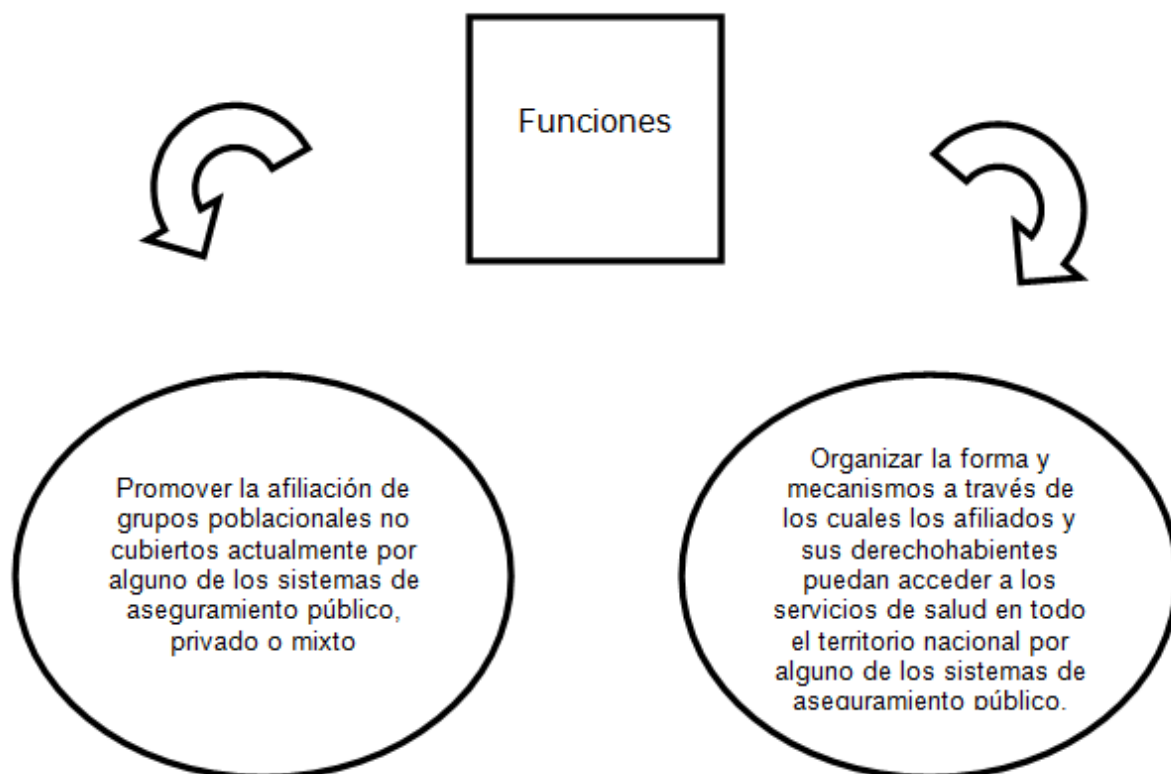 Funciones
Promover la afiliación de
grupos poblacionales no
cubiertos actualmente por
alguno de los sistemas de
aseguramiento público,
privado o mixto
Organizar la forma y
mecanismos a través de
los cuales los afiliados y
sus derechohabientes
puedan acceder a los
servicios de salud en todo
el territorio nacional por
alguno de los sistemas de
aseguramiento público.